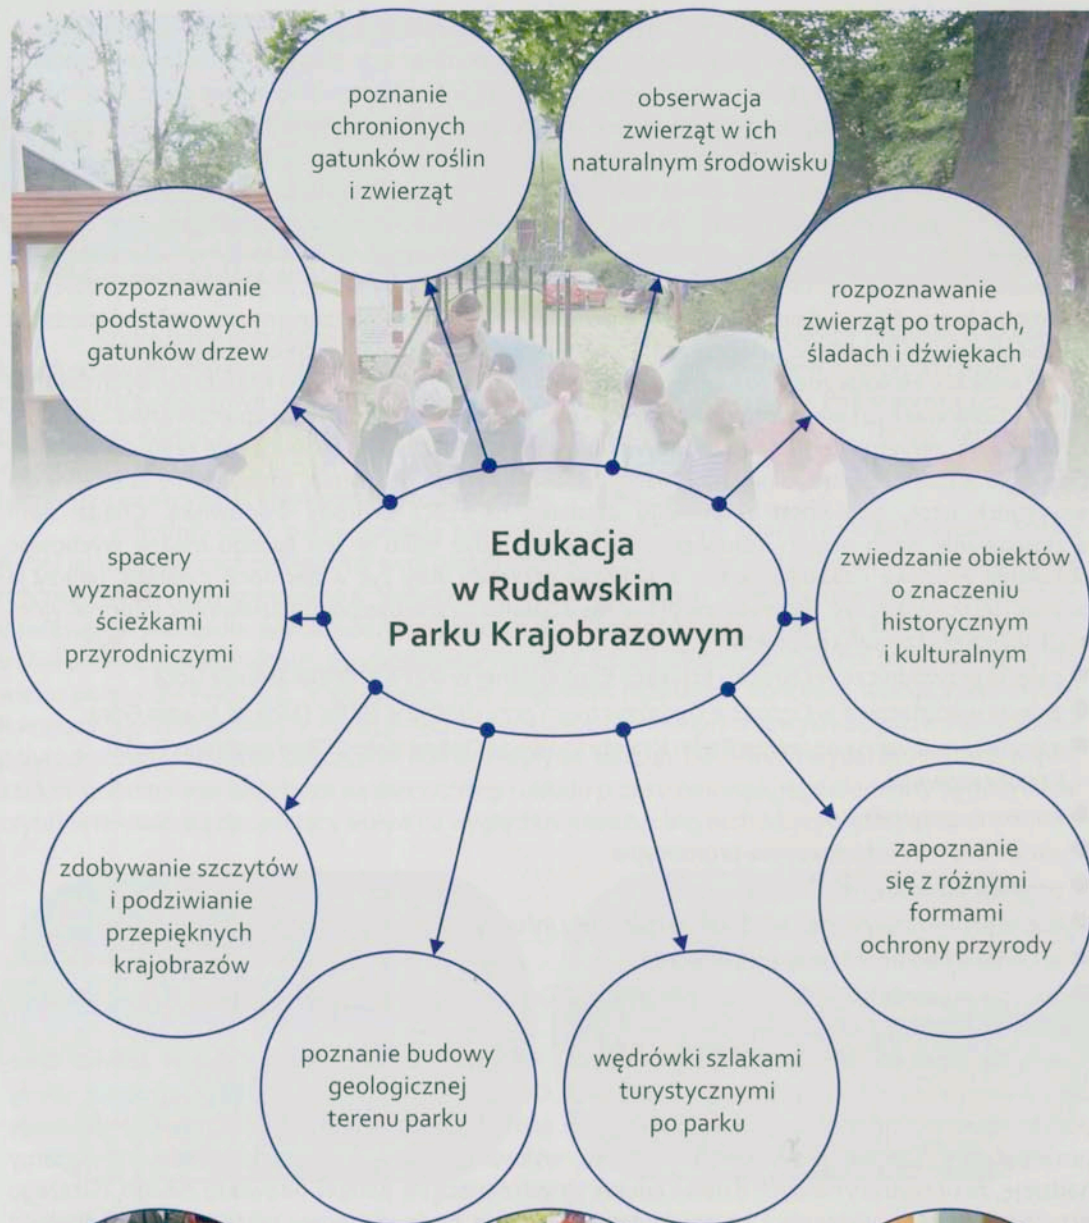 poznanie
chronionych
gatunków roślin
i zwierząt
obserwacja
zwierząt w ich
naturalnym środowisku
rozpoznawanie
podstawowych
gatunków drzew
rozpoznawanie
zwierząt po tropach,
śladach i dźwiękach
Edukacja
w Rudawskim
Parku Krajobrazowym
spacery
wyznaczonymi
ścieżkami
przyrodniczymi
zwiedzanie obiektów
o znaczeniu
historycznym
i kulturalnym
zdobywanie szczytów
i podziwianie
przepięknych
krajobrazów
zapoznanie
się z różnymi
formami
ochrony przyrody
poznanie budowy
geologicznej
terenu parku
wędrówki szlakami
turystycznymi
po parku